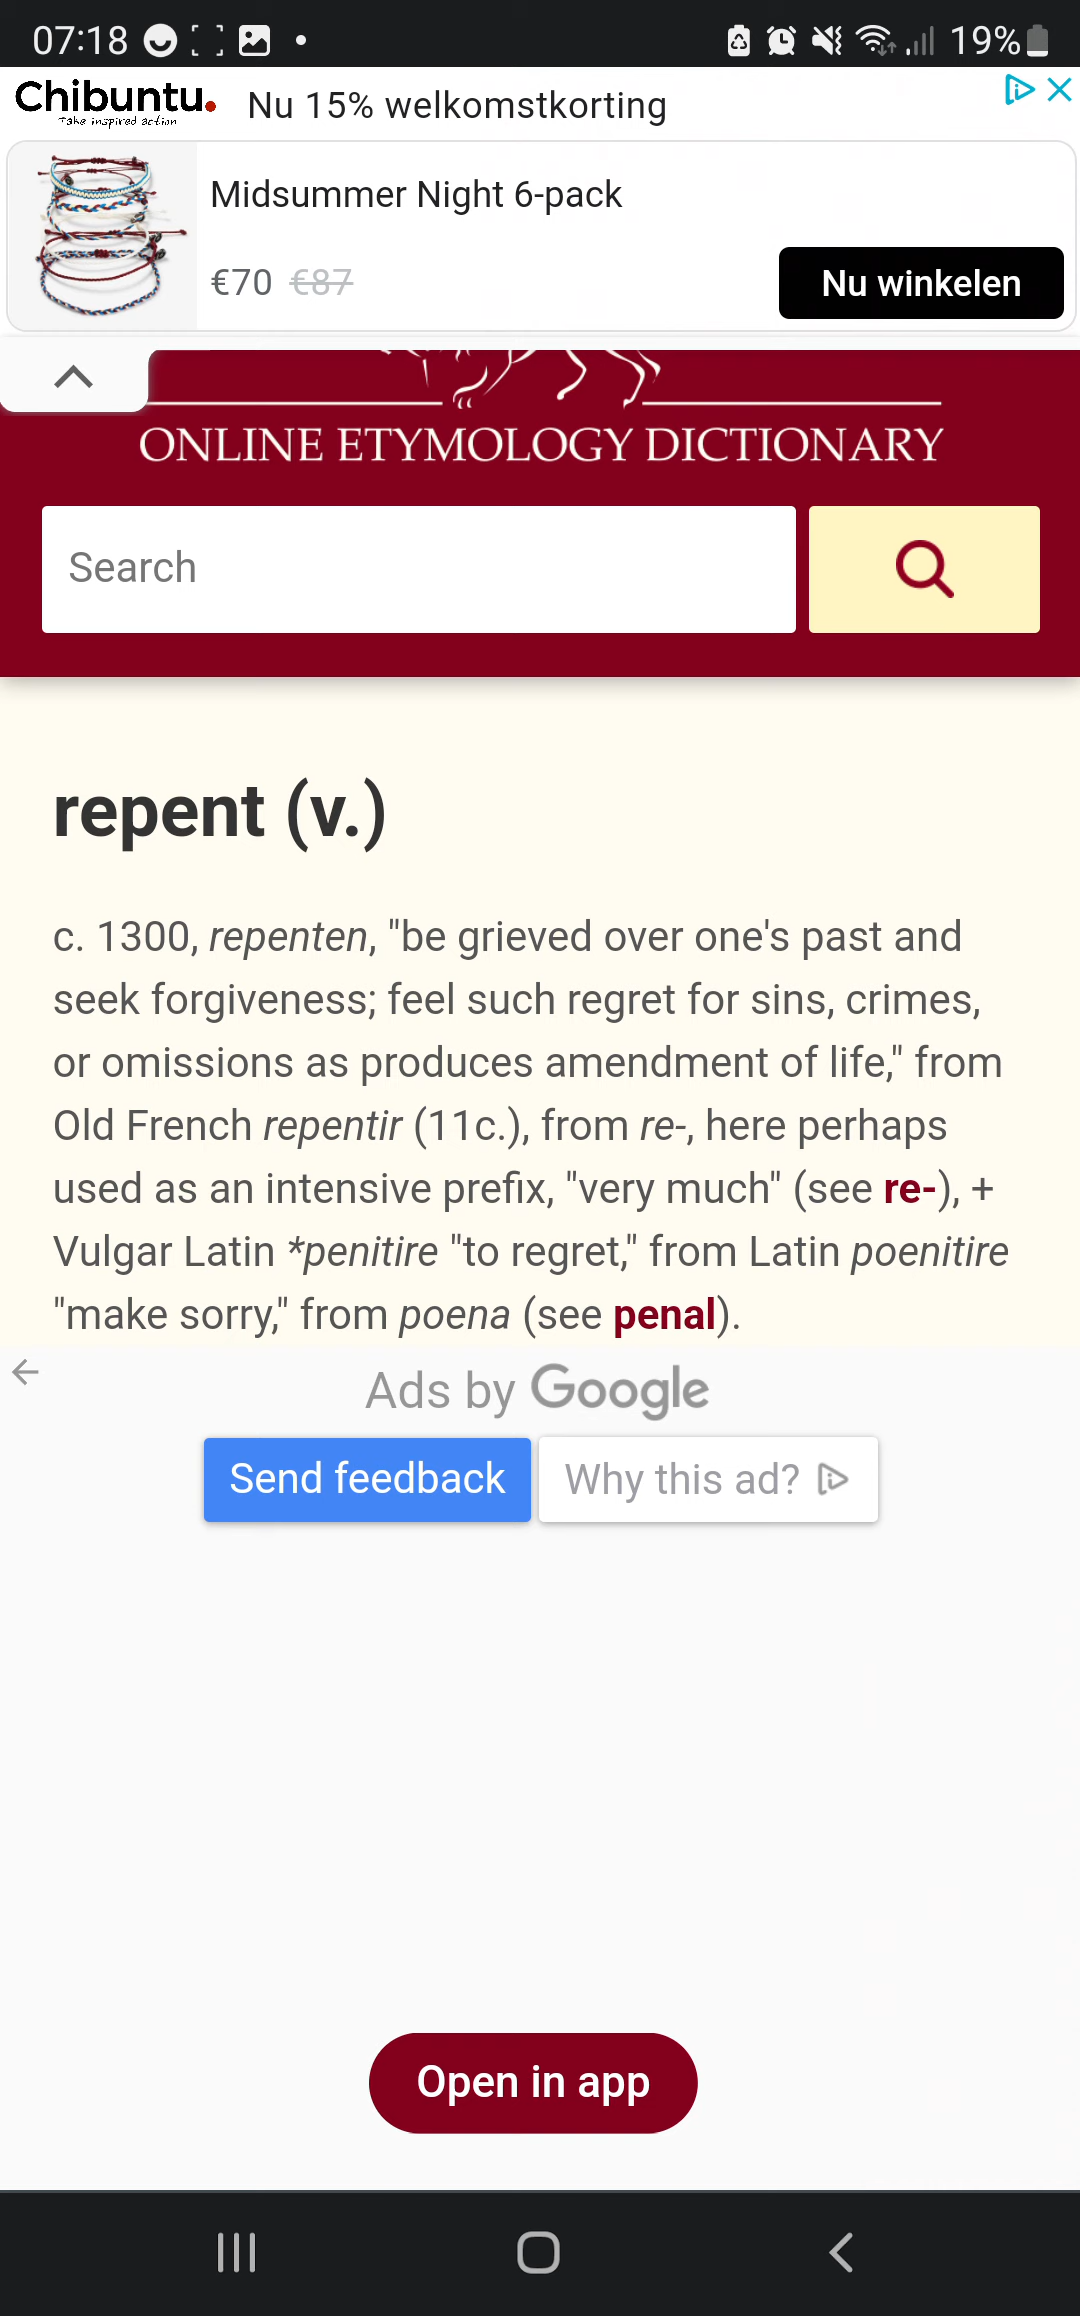 07:18
19%
Chibuntu.
Take inspired action
Nu 15% welkomstkorting
Midsummer Night 6-pack
€70 €87
Nu winkelen
ONLINE ETYMOLOGY DICTIONARY
Search
repent (v.)
c. 1300, repenten, "be grieved over one's past and
seek forgiveness; feel such regret for sins, crimes,
or omissions as produces amendment of life," from
Old French repentir (11c.), from re-, here perhaps
used as an intensive prefix, "very much" (see re-), +
Vulgar Latin *penitire "to regret," from Latin poenitire
"make sorry," from poena (see penal).
Ads by Google
Send feedback
Why this ad?
Open in app